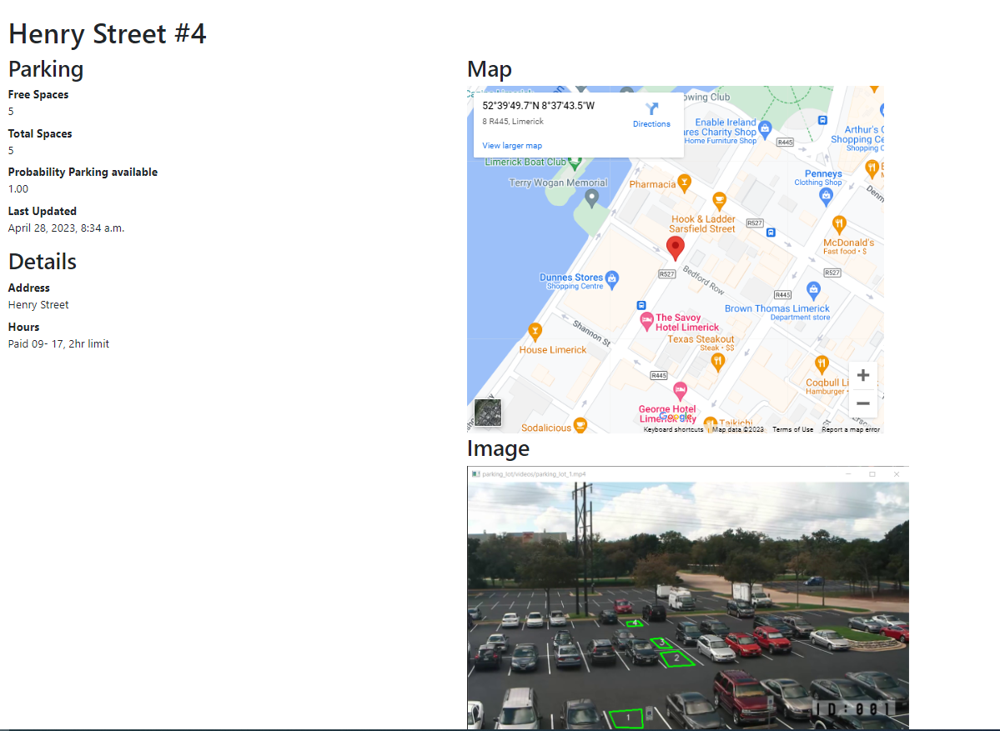 Henry Street #4
Parking
Free Spaces
5
Total Spaces
5
Probability Parking available
1.00
Last Updated
April 28, 2023, 8:34 a.m.
Details
Address
Henry Street
Hours
Paid 09- 17, 2hr limit
Map
52°39'49.7"N 8°37'43.5"W
8 R445, Limerick
Directions
View larger map
owing Club
Enable Ireland
res Charity Shop
Home Furniture Shop
R445
Arthur's
Shopping Ce
Shopping C
Limerick Boat Club
Terry Wogan Memorial
Pharmacia
Penneys
Clothing Shop
Denm
Hook & Ladder
Sarsfield Street
R527
McDonald's
Fast food • $
R527
Bedford Row
R527
Dunnes Stores
Shopping Centre
R445
Brown Thomas Limerick
Department store
The Savoy
Hotel Limerick
Shannon St
Texas Steakout
Steak • $$
House Limerick
R445
Coqbull Li
Hamburger •
George Hotel
Limerick City
Google
Taikichi
Sodalicious
Keyboard shortcuts
Map data ©2023
Terms of Use
Report a map error
Image
parking_lot/videos/parking_lot_1.mp4
4
3
2
1
ID:001